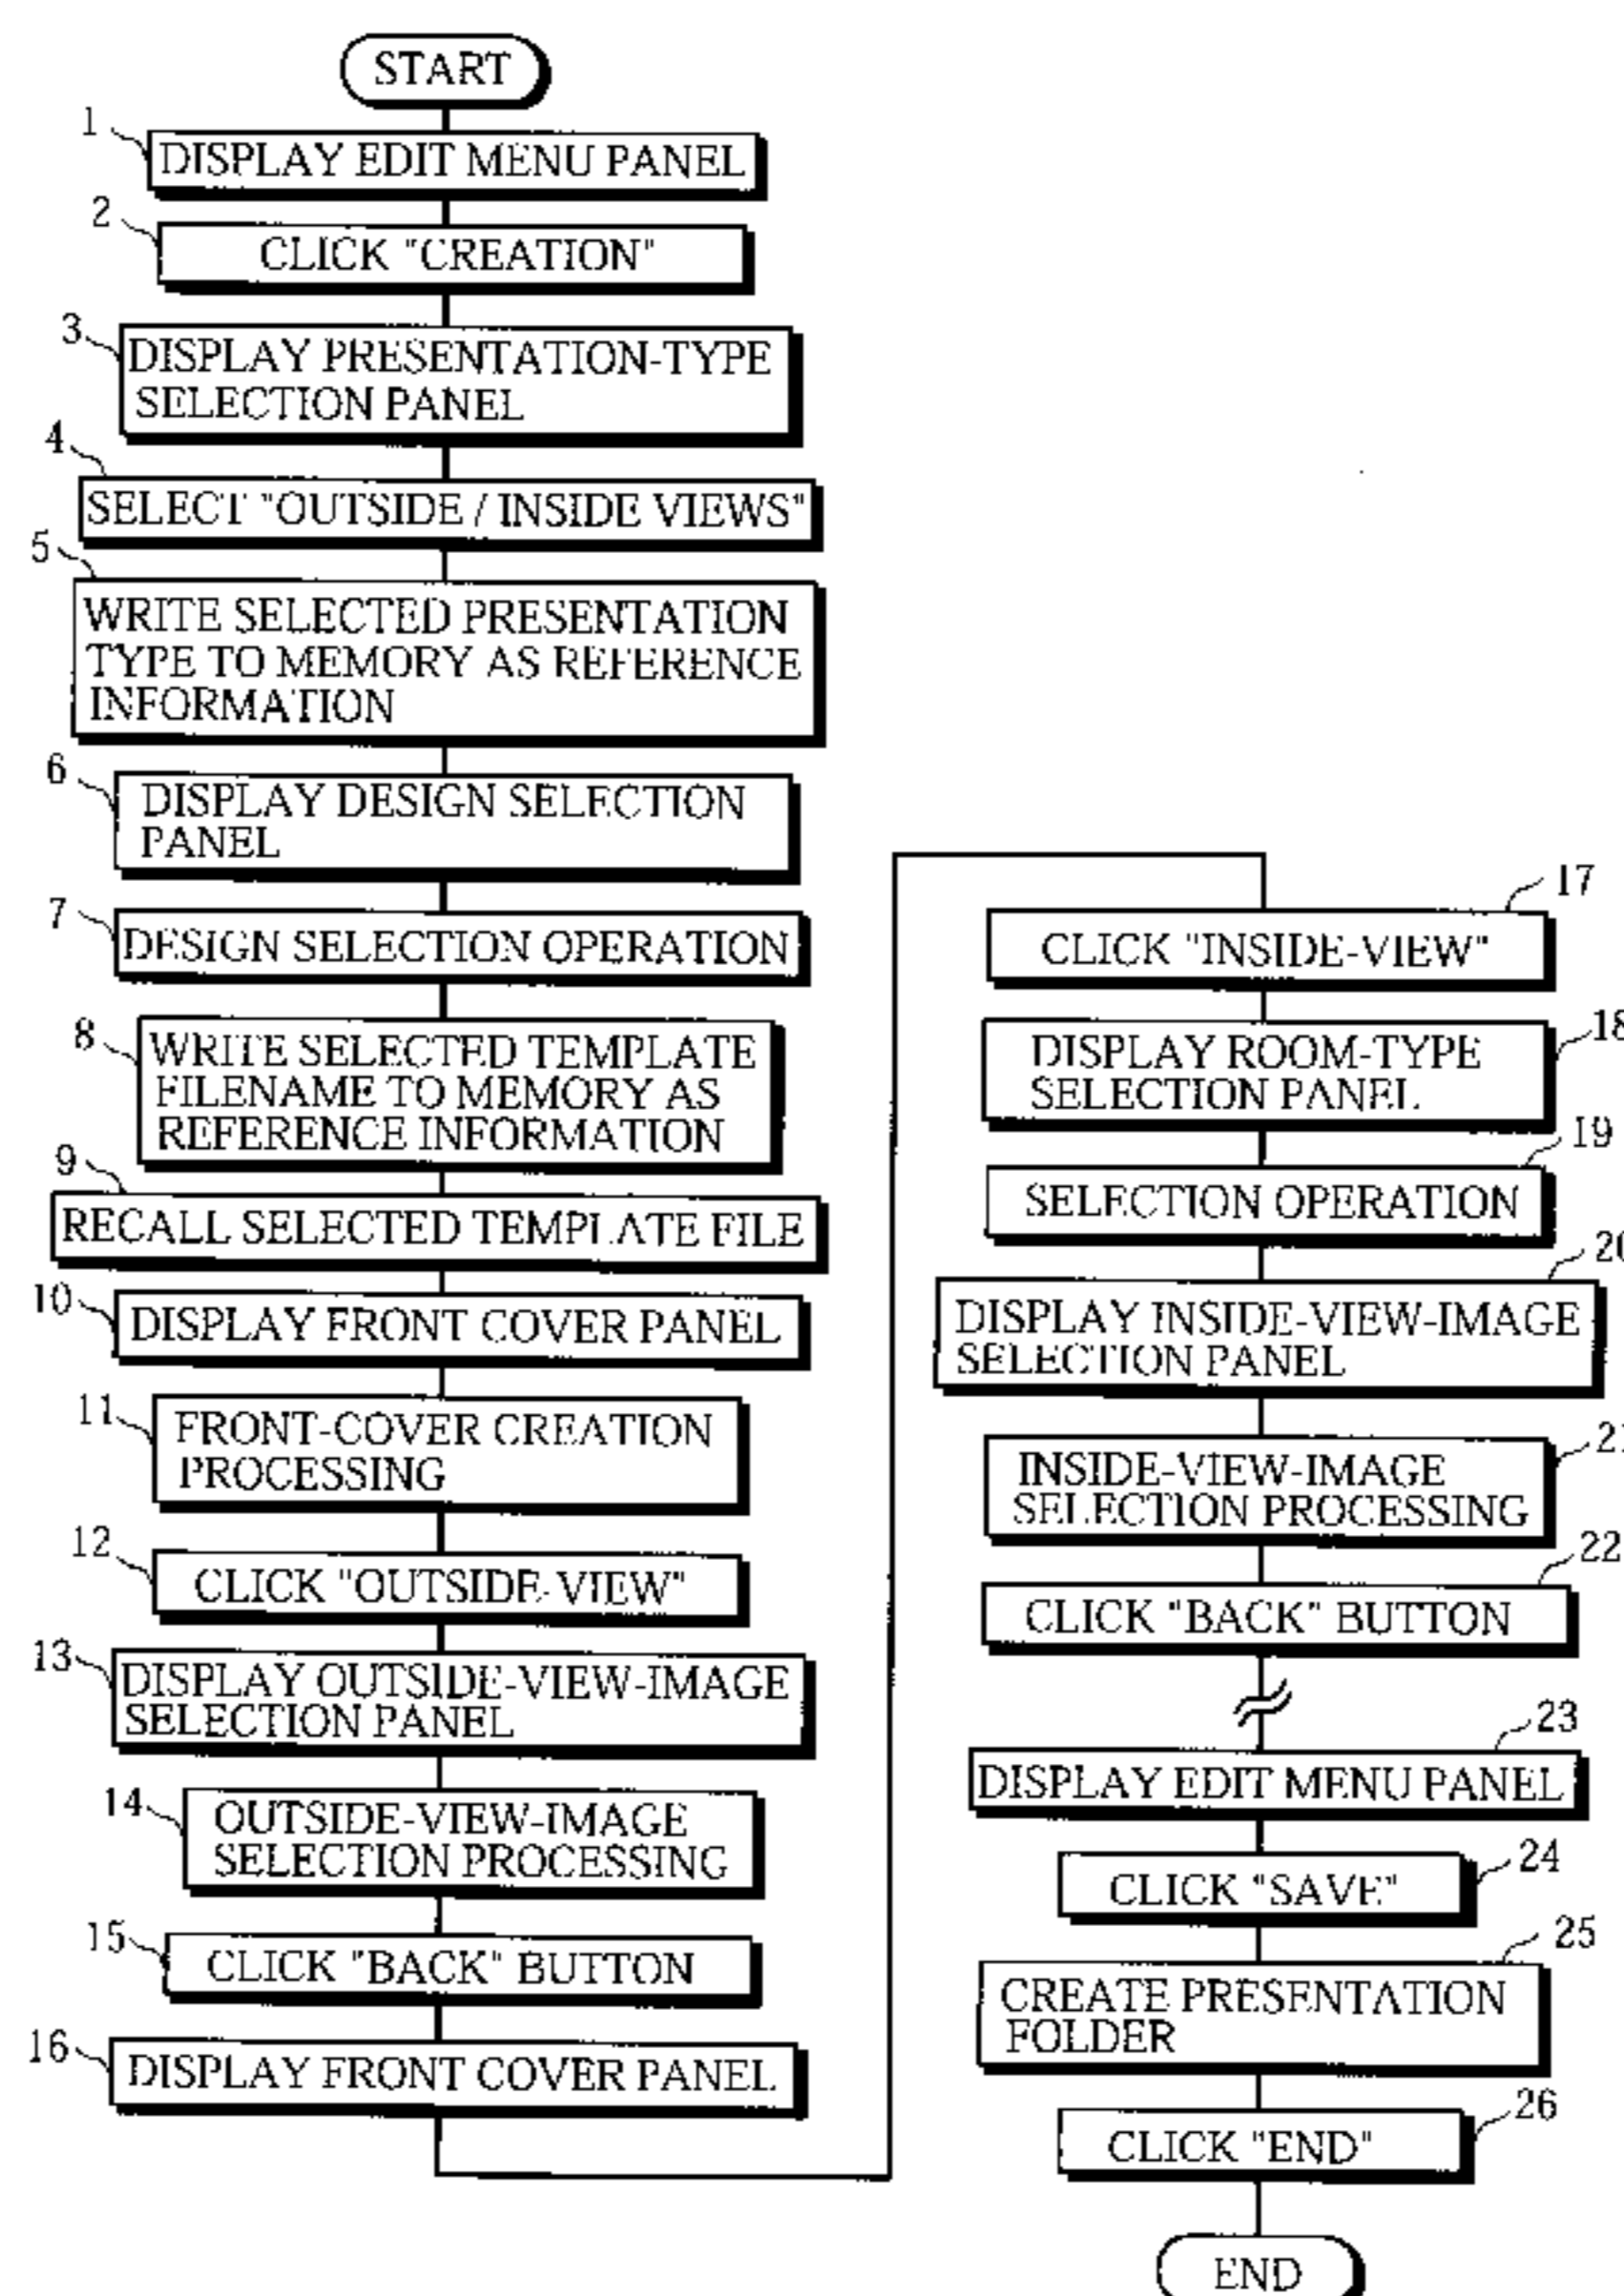 START
1
DISPLAY EDIT MENU PANEL
2
CLICK "CREATION"
3
DISPLAY PRESENTATION-TYPE
SELECTION PANEL
4
SELECT "OUTSIDE / INSIDE VIEWS"
5
WRITE SELECTED PRESENTATION
TYPE TO MEMORY AS REFERENCE
INFORMATION
6
DISPLAY DESIGN SELECTION
PANEL
7
DESIGN SELECTION OPERATION
8
WRITE SELECTED TEMPLATE
FILENAME TO MEMORY AS
REFERENCE INFORMATION
9
RECALL SELECTED TEMPLATE FILE
10
DISPLAY FRONT COVER PANEL
11
FRONT-COVER CREATION
PROCESSING
12
CLICK "OUTSIDE-VIEW"
13
DISPLAY OUTSIDE-VIEW-IMAGE
SELECTION PANEL
14
OUTSIDE-VIEW-IMAGE
SELECTION PROCESSING
15
CLICK "BACK" BUTTON
16
DISPLAY FRONT COVER PANEL
17
CLICK "INSIDE-VIEW"
18
DISPLAY ROOM-TYPE
SELECTION PANEL
19
SELECTION OPERATION
20
DISPLAY INSIDE-VIEW-IMAGE
SELECTION PANEL
21
INSIDE-VIEW-IMAGE
SELECTION PROCESSING
22
CLICK "BACK" BUTTON
23
DISPLAY EDIT MENU PANEL
24
CLICK "SAVE"
25
CREATE PRESENTATION
FOLDER
26
CLICK "END"
END